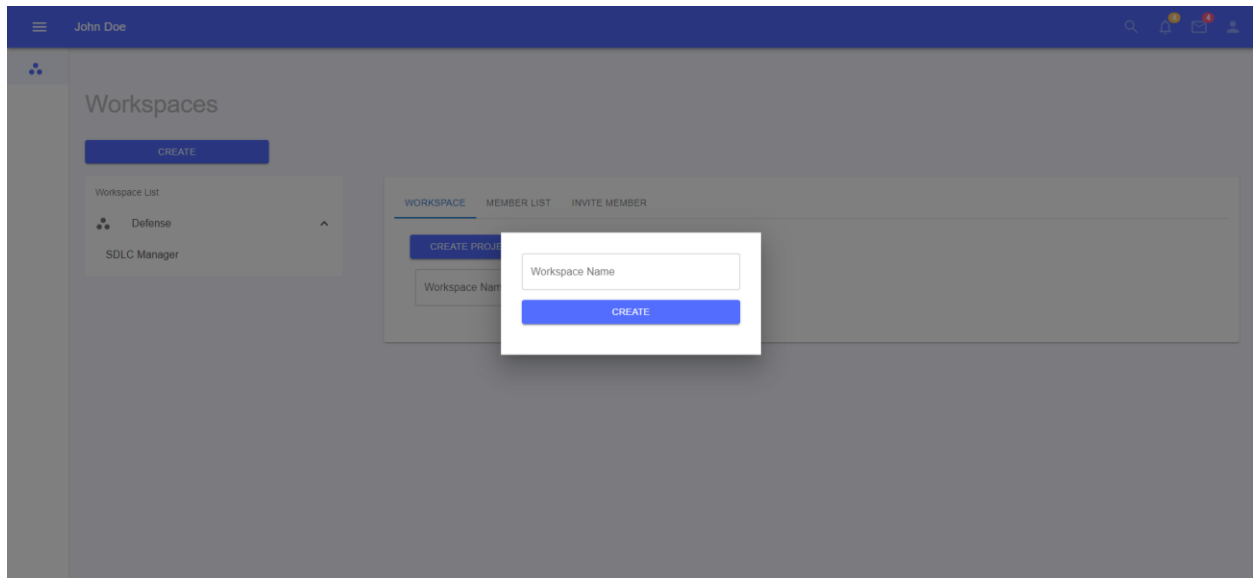 John Doe
4
Workspaces
CREATE
Workspace List
Defense
SDLC Manager
WORKSPACE MEMBER LIST INVITE MEMBER
CREATE PROJE
Workspace Nam
Workspace Name
CREATE